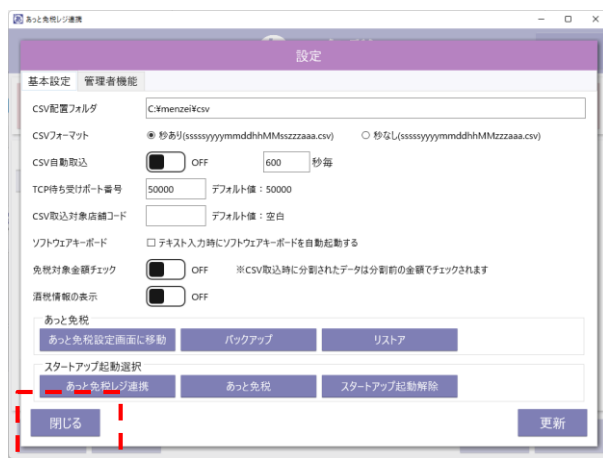 あっと免税レジ連携
設定
基本設定 管理者機能
CSV配置フォルダ C:¥menzei¥csv
CSVフォーマット 秒あり(sssssyyyymmddhhMMsszzzaaa.csv) 秒なし(sssssyyyymmddhhMMzzzaaa.csv)
CSV自動取込 OFF 600 秒毎
TCP待ち受けポート番号 50000 デフォルト値：50000
CSV取込対象店舗コード デフォルト値：空白
ソフトウェアキーボード テキスト入力時にソフトウェアキーボードを自動起動する
免税対象金額チェック OFF ※CSV取込時に分割されたデータは分割前の金額でチェックされます
酒税情報の表示 OFF
あっと免税
あっと免税設定画面に移動 バックアップ リストア
スタートアップ起動選択
あっと免税レジ連携 あっと免税 スタートアップ起動解除
閉じる 更新